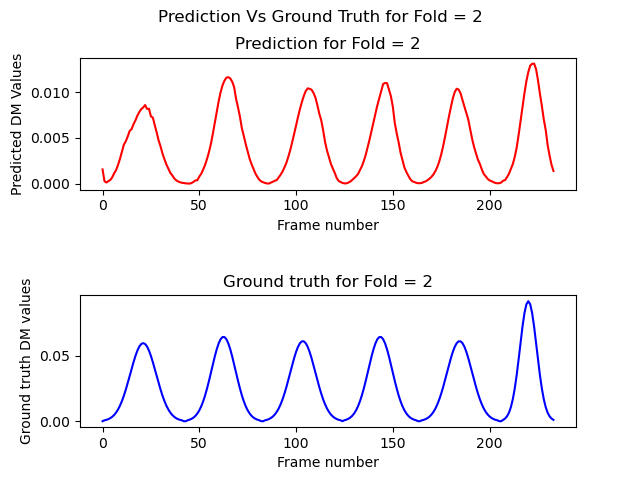 Prediction Vs Ground Truth for Fold = 2
Prediction for Fold = 2
Predicted DM Values
0.010
0.005
0.000
0 50 100 150 200
Frame number
Ground truth for Fold = 2
Ground truth DM values
0.05
0.00
0 50 100 150 200
Frame number